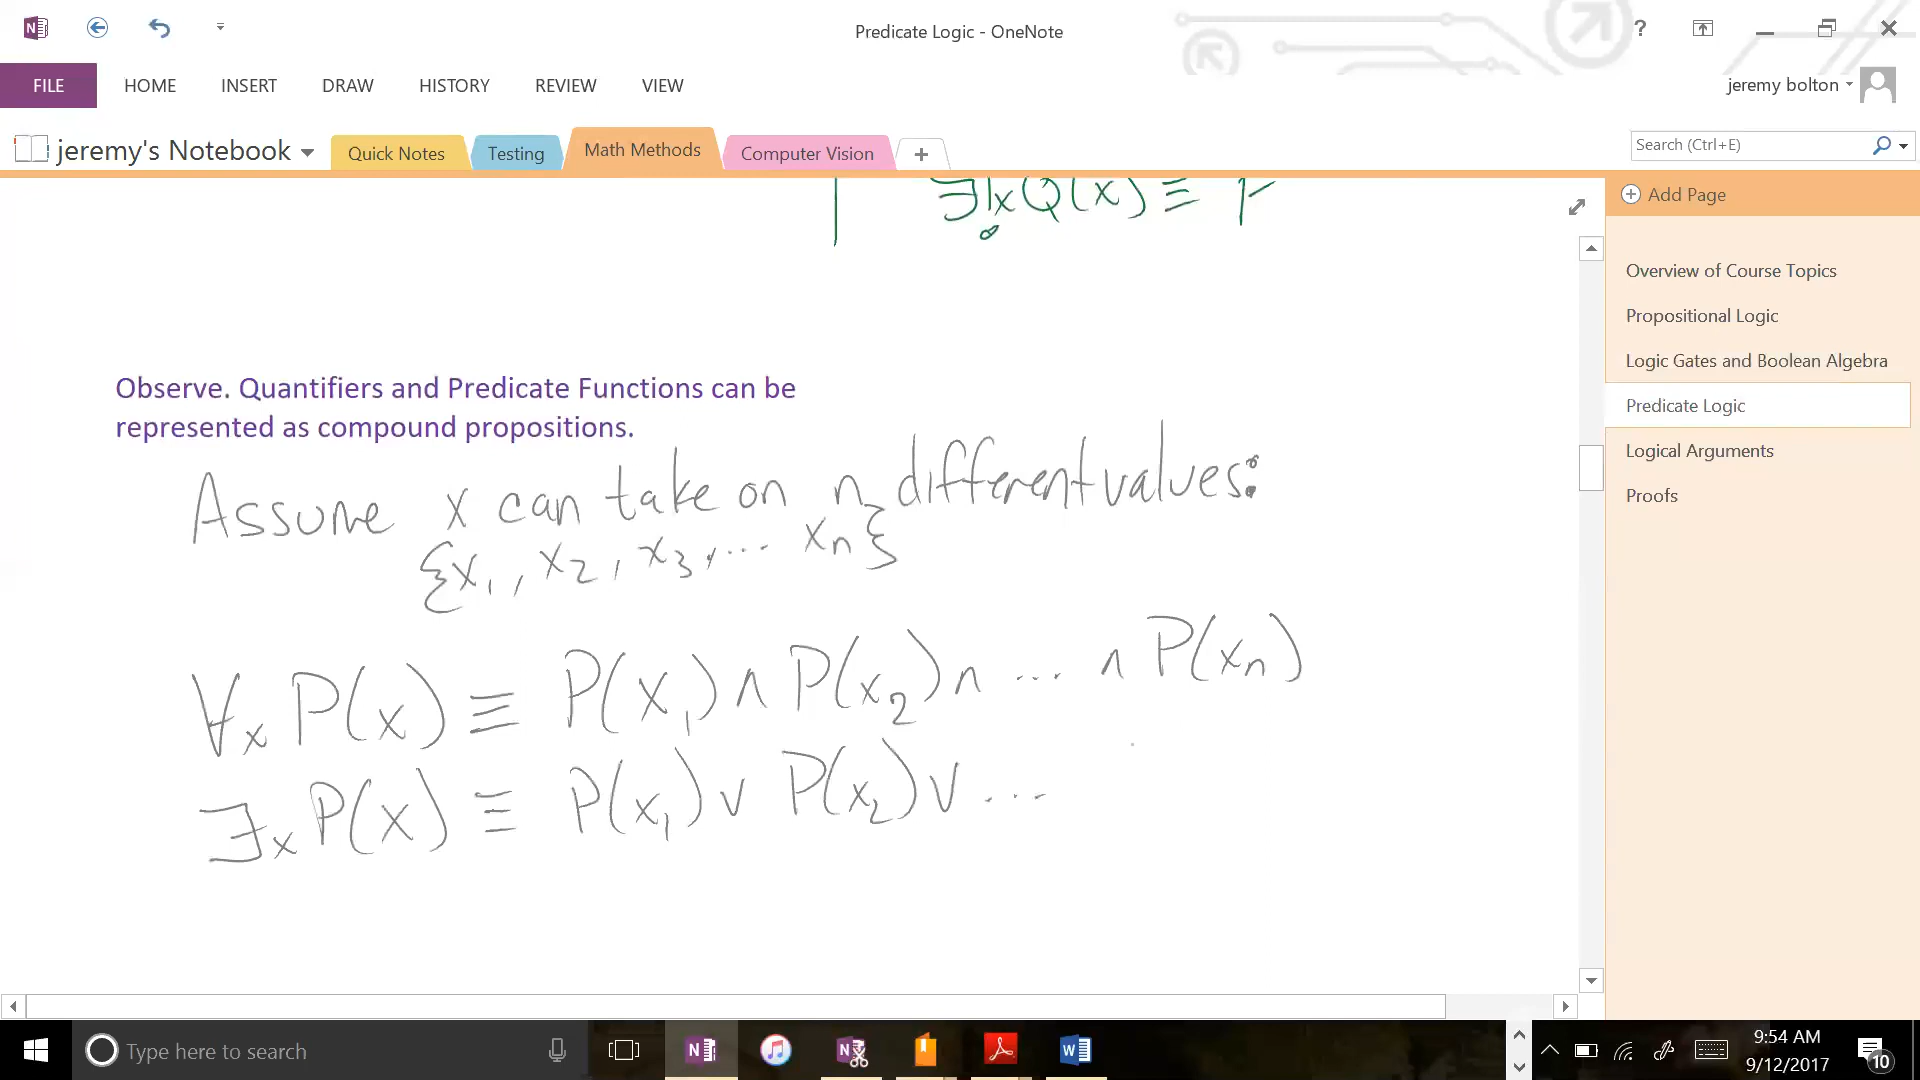 Predicate Logic - OneNote
?
FILE HOME INSERT DRAW HISTORY REVIEW VIEW
jeremy bolton
jeremy's Notebook
Quick Notes
Testing
Math Methods
Computer Vision
+
Search (Ctrl+E)
∃x Q(x) ≡
Add Page
Overview of Course Topics
Propositional Logic
Logic Gates and Boolean Algebra
Predicate Logic
Logical Arguments
Proofs
Observe. Quantifiers and Predicate Functions can be
represented as compound propositions.
Assume x can take on n different values:
{x₁, x₂, x₃, ... xₙ}
∀ₓ P(x) ≡ P(x₁) ∧ P(x₂) ∧ ... ∧ P(xₙ)
∃ₓ P(x) ≡ P(x₁) ∨ P(x₂) ∨ ...
Type here to search
9:54 AM
9/12/2017
10